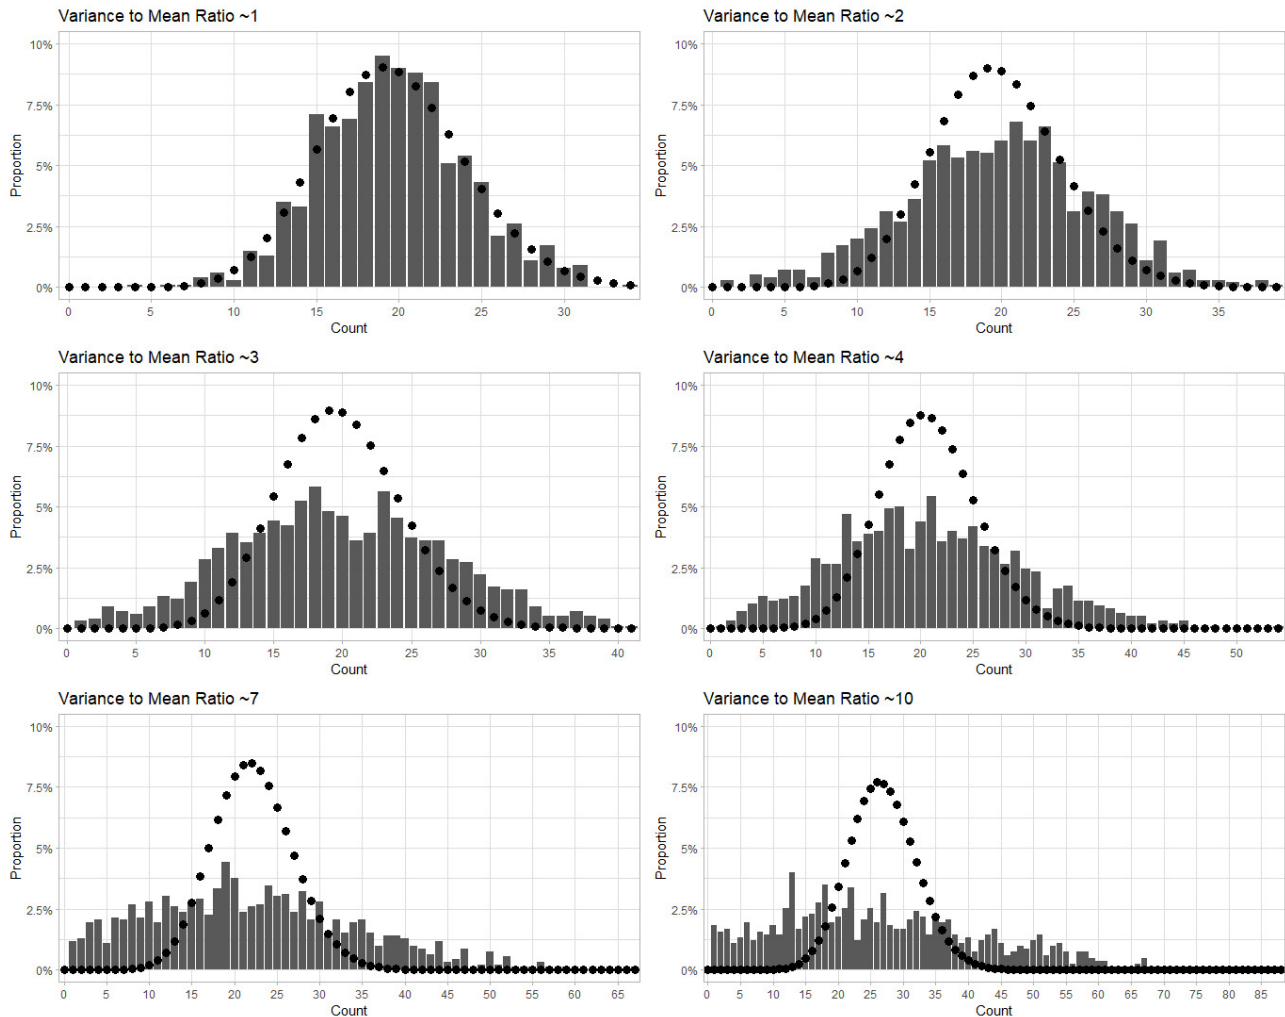 Variance to Mean Ratio ~1
10%
7.5%
5%
2.5%
0%
Proportion
0 5 10 15 20 25 30
Count
Variance to Mean Ratio ~2
10%
7.5%
5%
2.5%
0%
Proportion
0 5 10 15 20 25 30 35
Count
Variance to Mean Ratio ~3
10%
7.5%
5%
2.5%
0%
Proportion
0 5 10 15 20 25 30 35 40
Count
Variance to Mean Ratio ~4
10%
7.5%
5%
2.5%
0%
Proportion
0 5 10 15 20 25 30 35 40 45 50
Count
Variance to Mean Ratio ~7
10%
7.5%
5%
2.5%
0%
Proportion
0 5 10 15 20 25 30 35 40 45 50 55 60 65
Count
Variance to Mean Ratio ~10
10%
7.5%
5%
2.5%
0%
Proportion
0 5 10 15 20 25 30 35 40 45 50 55 60 65 70 75 80 85
Count